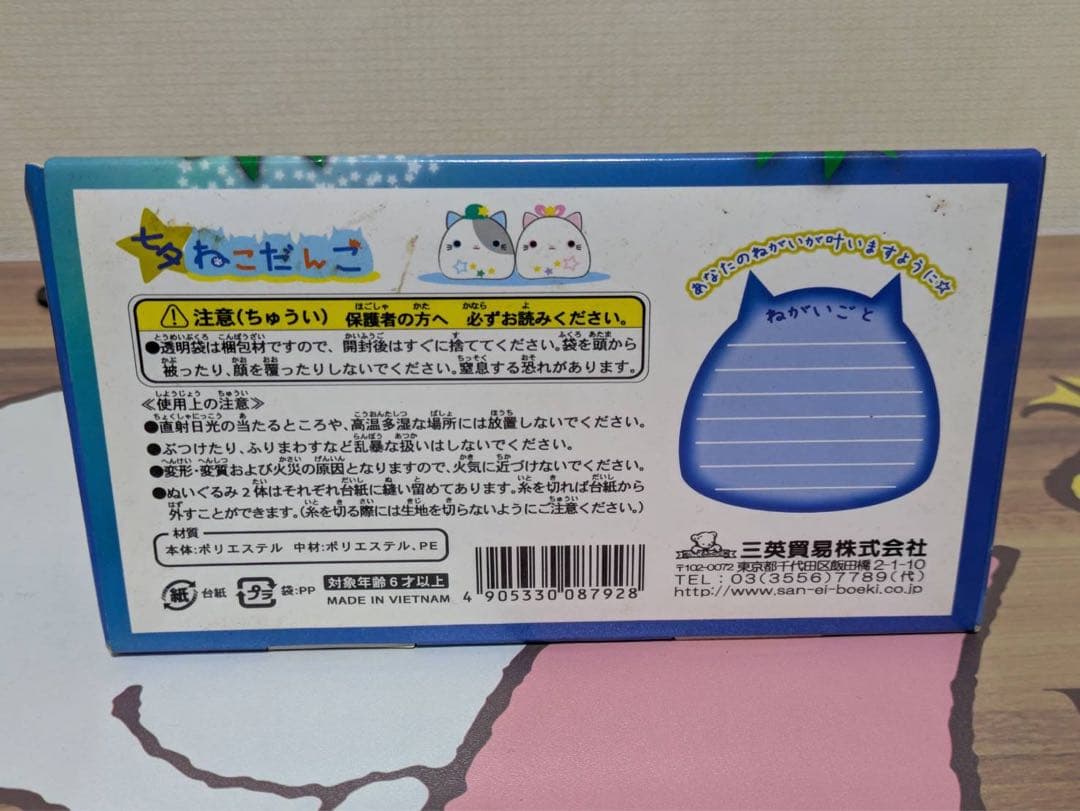 七夕ねこだんご
注意(ちゅうい) 保護者の方へ 必ずお読みください。
●透明袋は梱包材ですので、開封後はすぐに捨ててください。袋を頭から
被ったり、顔を覆ったりしないでください。窒息する恐れがあります。
≪使用上の注意≫
●直射日光の当たるところや、高温多湿な場所には放置しないでください。
●ぶつけたり、ふりまわすなど乱暴な扱いはしないでください。
●変形・変質および火災の原因となりますので、火気に近づけないでください。
●ぬいぐるみ2体はそれぞれ台紙に縫い留めてあります。糸を切れば台紙から
外すことができます。(糸を切る際には生地を切らないようにご注意ください。)
材質
本体:ポリエステル 中材:ポリエステル、PE
紙 台紙 プラ 袋:PP
対象年齢6才以上
MADE IN VIETNAM
4 905330 087928
あなたのねがいが叶いますように☆
ねがいごと
三英貿易株式会社
〒102-0072 東京都千代田区飯田橋2-1-10
TEL:03(3556)7789(代)
http://www.san-ei-boeki.co.jp